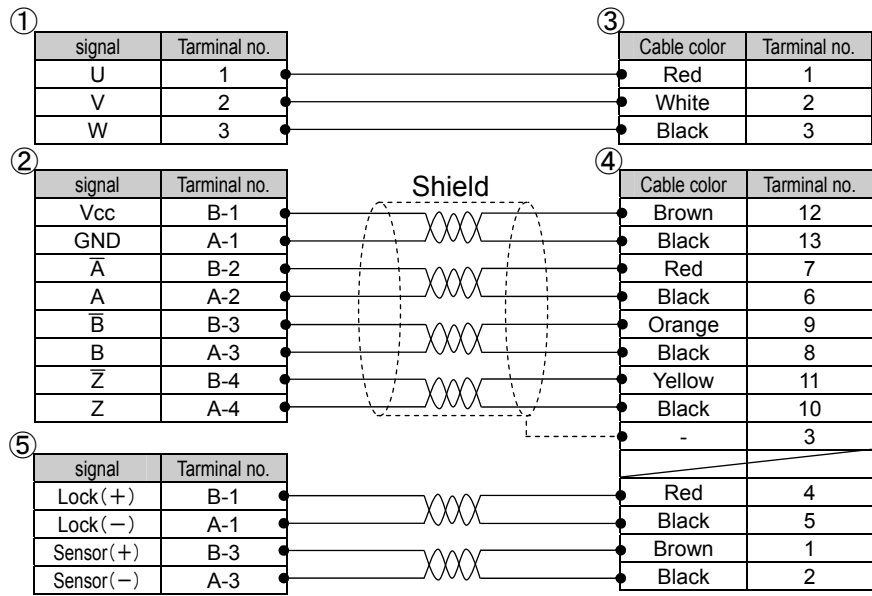 ①
signal Tarminal no.
U 1
V 2
W 3
③
Cable color Tarminal no.
Red 1
White 2
Black 3
②
signal Tarminal no.
Vcc B-1
GND A-1
A̅ B-2
A A-2
B̅ B-3
B A-3
Z̅ B-4
Z A-4
Shield
④
Cable color Tarminal no.
Brown 12
Black 13
Red 7
Black 6
Orange 9
Black 8
Yellow 11
Black 10
- 3
Red 4
Black 5
Brown 1
Black 2
⑤
signal Tarminal no.
Lock(+) B-1
Lock(−) A-1
Sensor(+) B-3
Sensor(−) A-3